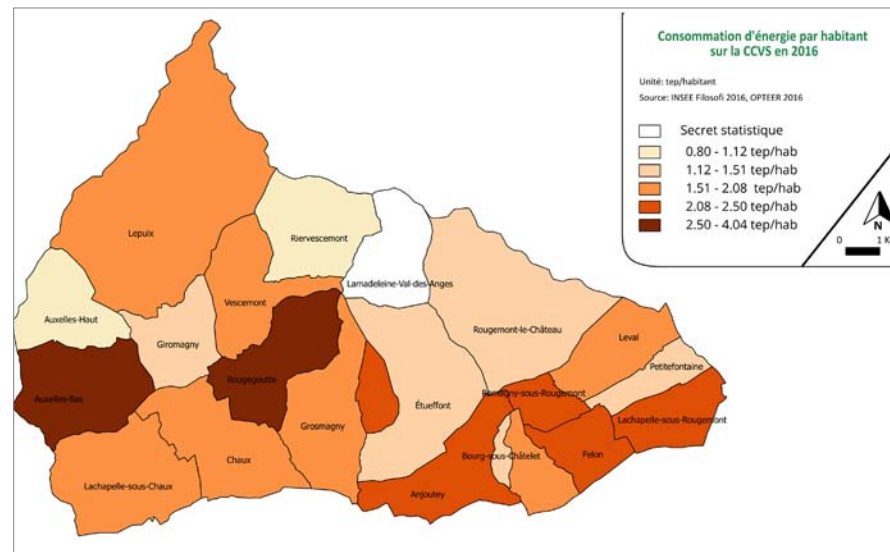 Consommation d'énergie par habitant
sur la CCVS en 2016
Unité: tep/habitant
Source: INSEE Filosofi 2016, OPTEER 2016
Secret statistique
0.80 - 1.12 tep/hab
1.12 - 1.51 tep/hab
1.51 - 2.08 tep/hab
2.08 - 2.50 tep/hab
2.50 - 4.04 tep/hab
N
0 1 K
Lepuix
Riervescemont
Lamadeleine-Val-des-Anges
Vescemont
Auxelles-Haut
Giromagny
Rougemont-le-Château
Leval
Petitefontaine
Auxelles-Bas
Rougegoutte
Romagny-sous-Rougemont
Étueffont
Lachapelle-sous-Rougemont
Grosmagny
Chaux
Bourg-sous-Châtelet
Felon
Lachapelle-sous-Chaux
Anjoutey